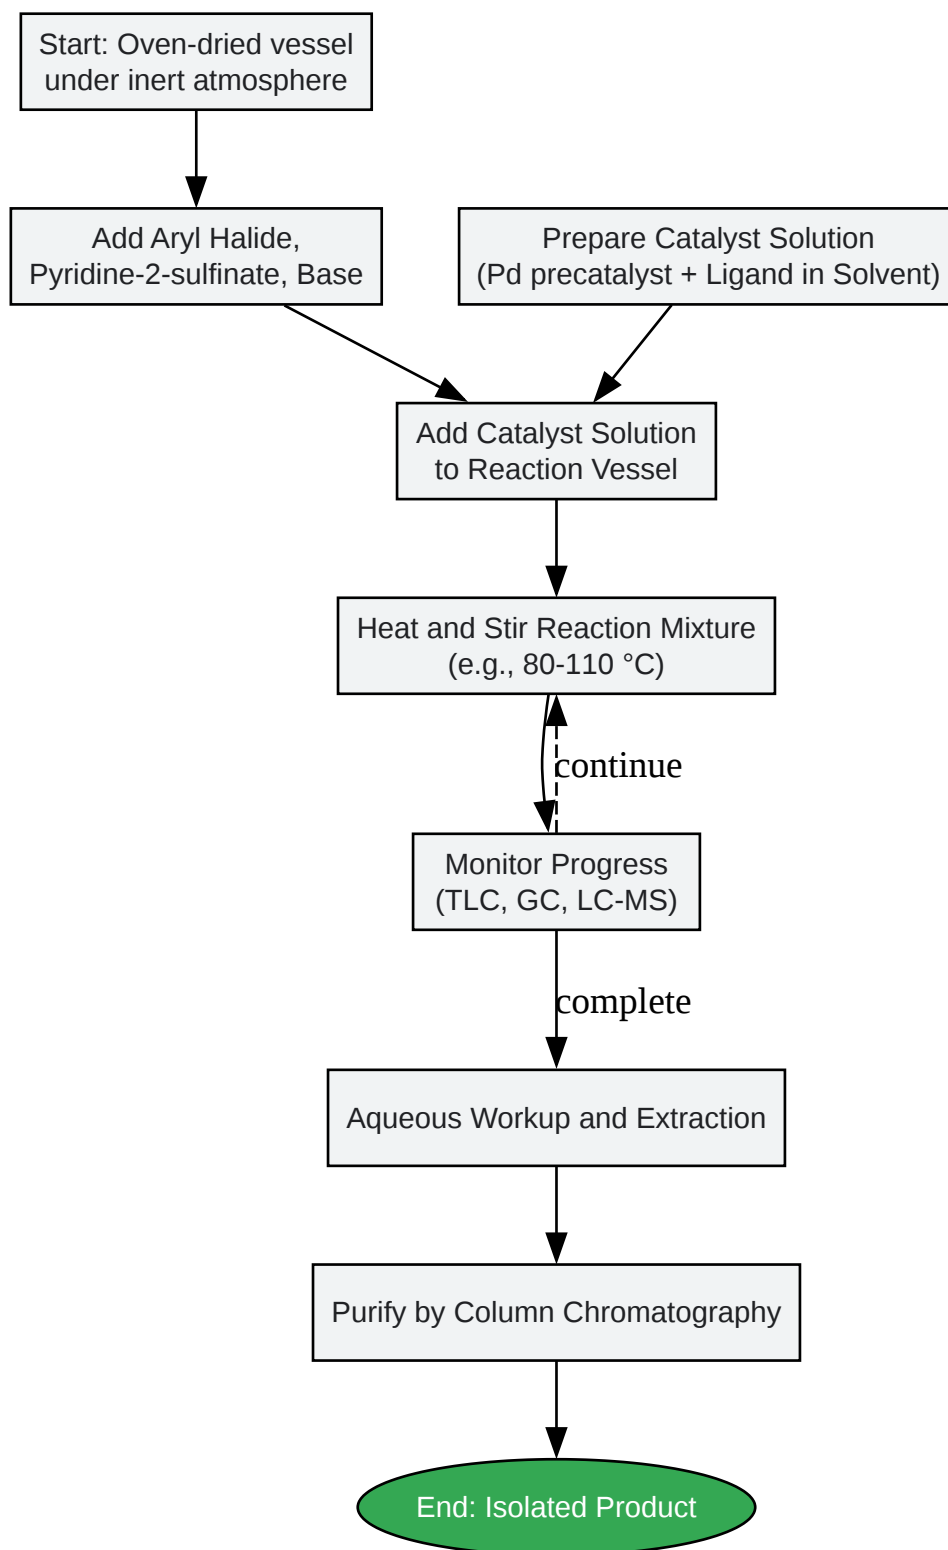 Start: Oven-dried vessel
under inert atmosphere
Add Aryl Halide,
Pyridine-2-sulfinate, Base
Prepare Catalyst Solution
(Pd precatalyst + Ligand in Solvent)
Add Catalyst Solution
to Reaction Vessel
Heat and Stir Reaction Mixture
(e.g., 80-110 °C)
continue
Monitor Progress
(TLC, GC, LC-MS)
complete
Aqueous Workup and Extraction
Purify by Column Chromatography
End: Isolated Product